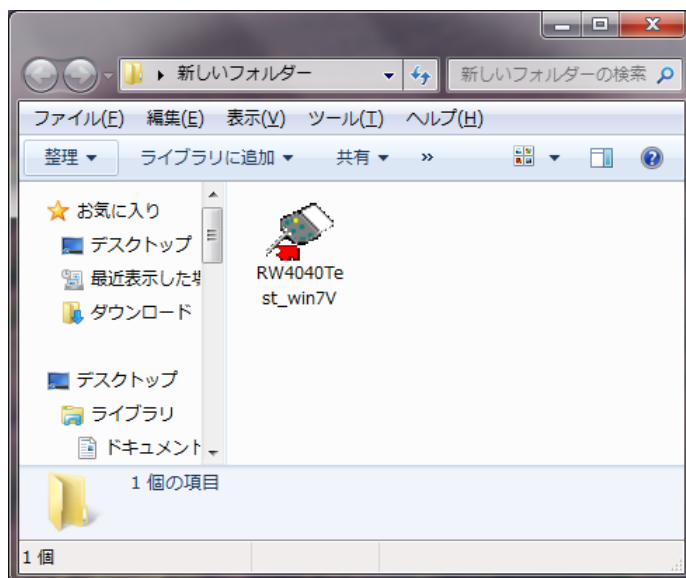 新しいフォルダー
新しいフォルダーの検索
ファイル(F) 編集(E) 表示(V) ツール(T) ヘルプ(H)
整理 ライブラリに追加 共有 »
お気に入り
デスクトップ
最近表示した場
ダウンロード
デスクトップ
ライブラリ
ドキュメント
RW4040Te
st_win7V
1 個の項目
1 個